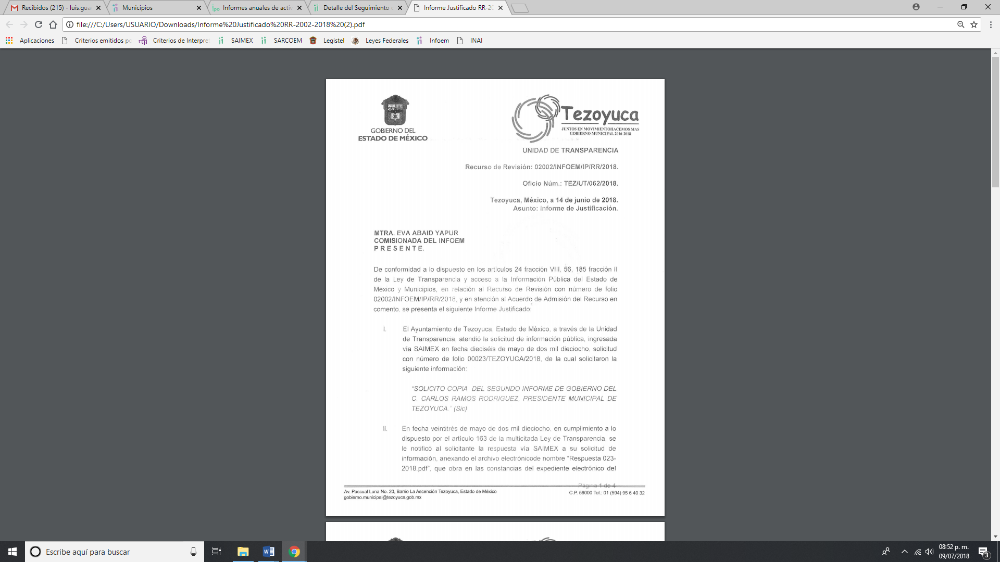 Recibidos (215) - luis.gua
Municipios
Informes anuales de activ
Detalle del Seguimiento
Informe Justificado RR-20
file:///C:/Users/USUARIO/Downloads/Informe%20Justificado%20RR-2002-2018%20(2).pdf
Aplicaciones
Criterios emitidos po
Criterios de Interpret
SAIMEX
SARCOEM
Legistel
Leyes Federales
Infoem
INAI
GOBIERNO DEL
ESTADO DE MÉXICO
Tezoyuca
JUNTOS EN MOVIMIENTOHACEMOS MAS
GOBIERNO MUNICIPAL 2016-2018
UNIDAD DE TRANSPARENCIA
Recurso de Revisión: 02002/INFOEM/IP/RR/2018.
Oficio Núm.: TEZ/UT/062/2018.
Tezoyuca, México, a 14 de junio de 2018.
Asunto: Informe de Justificación.
MTRA. EVA ABAID YAPUR
COMISIONADA DEL INFOEM
P R E S E N T E.
De conformidad a lo dispuesto en los artículos 24 fracción VIII, 56, 185 fracción II
de la Ley de Transparencia y acceso a la Información Pública del Estado de
México y Municipios, en relación al Recurso de Revisión con número de folio
02002/INFOEM/IP/RR/2018, y en atención al Acuerdo de Admisión del Recurso en
comento, se presenta el siguiente Informe Justificado:
I. El Ayuntamiento de Tezoyuca, Estado de México, a través de la Unidad
de Transparencia, atendió la solicitud de información pública, ingresada
vía SAIMEX en fecha dieciséis de mayo de dos mil dieciocho, solicitud
con número de folio 00023/TEZOYUCA/2018, de la cual solicitaron la
siguiente información:
“SOLICITO COPIA DEL SEGUNDO INFORME DE GOBIERNO DEL
C. CARLOS RAMOS RODRIGUEZ, PRESIDENTE MUNICIPAL DE
TEZOYUCA.” (Sic)
II. En fecha veintitrés de mayo de dos mil dieciocho, en cumplimiento a lo
dispuesto por el artículo 163 de la multicitada Ley de Transparencia, se
le notificó al solicitante la respuesta vía SAIMEX a su solicitud de
información, anexando el archivo electrónicode nombre “Respuesta 023-
2018.pdf”, que obra en las constancias del expediente electrónico del
Página 1 de 4
Av. Pascual Luna No. 20, Barrio La Ascención Tezoyuca, Estado de México
C.P. 56000 Tel.: 01 (594) 95 6 40 32
gobierno.municipal@tezoyuca.gob.mx
Escribe aquí para buscar
08:52 p. m.
09/07/2018
3